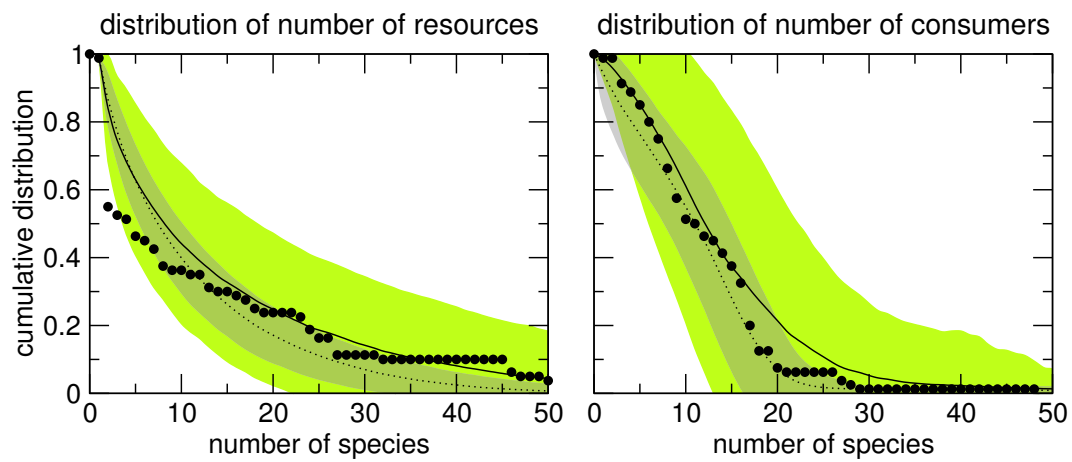 distribution of number of resources
distribution of number of consumers
cumulative distribution
1
0.8
0.6
0.4
0.2
0
0 10 20 30 40 50
0 10 20 30 40 50
number of species
number of species